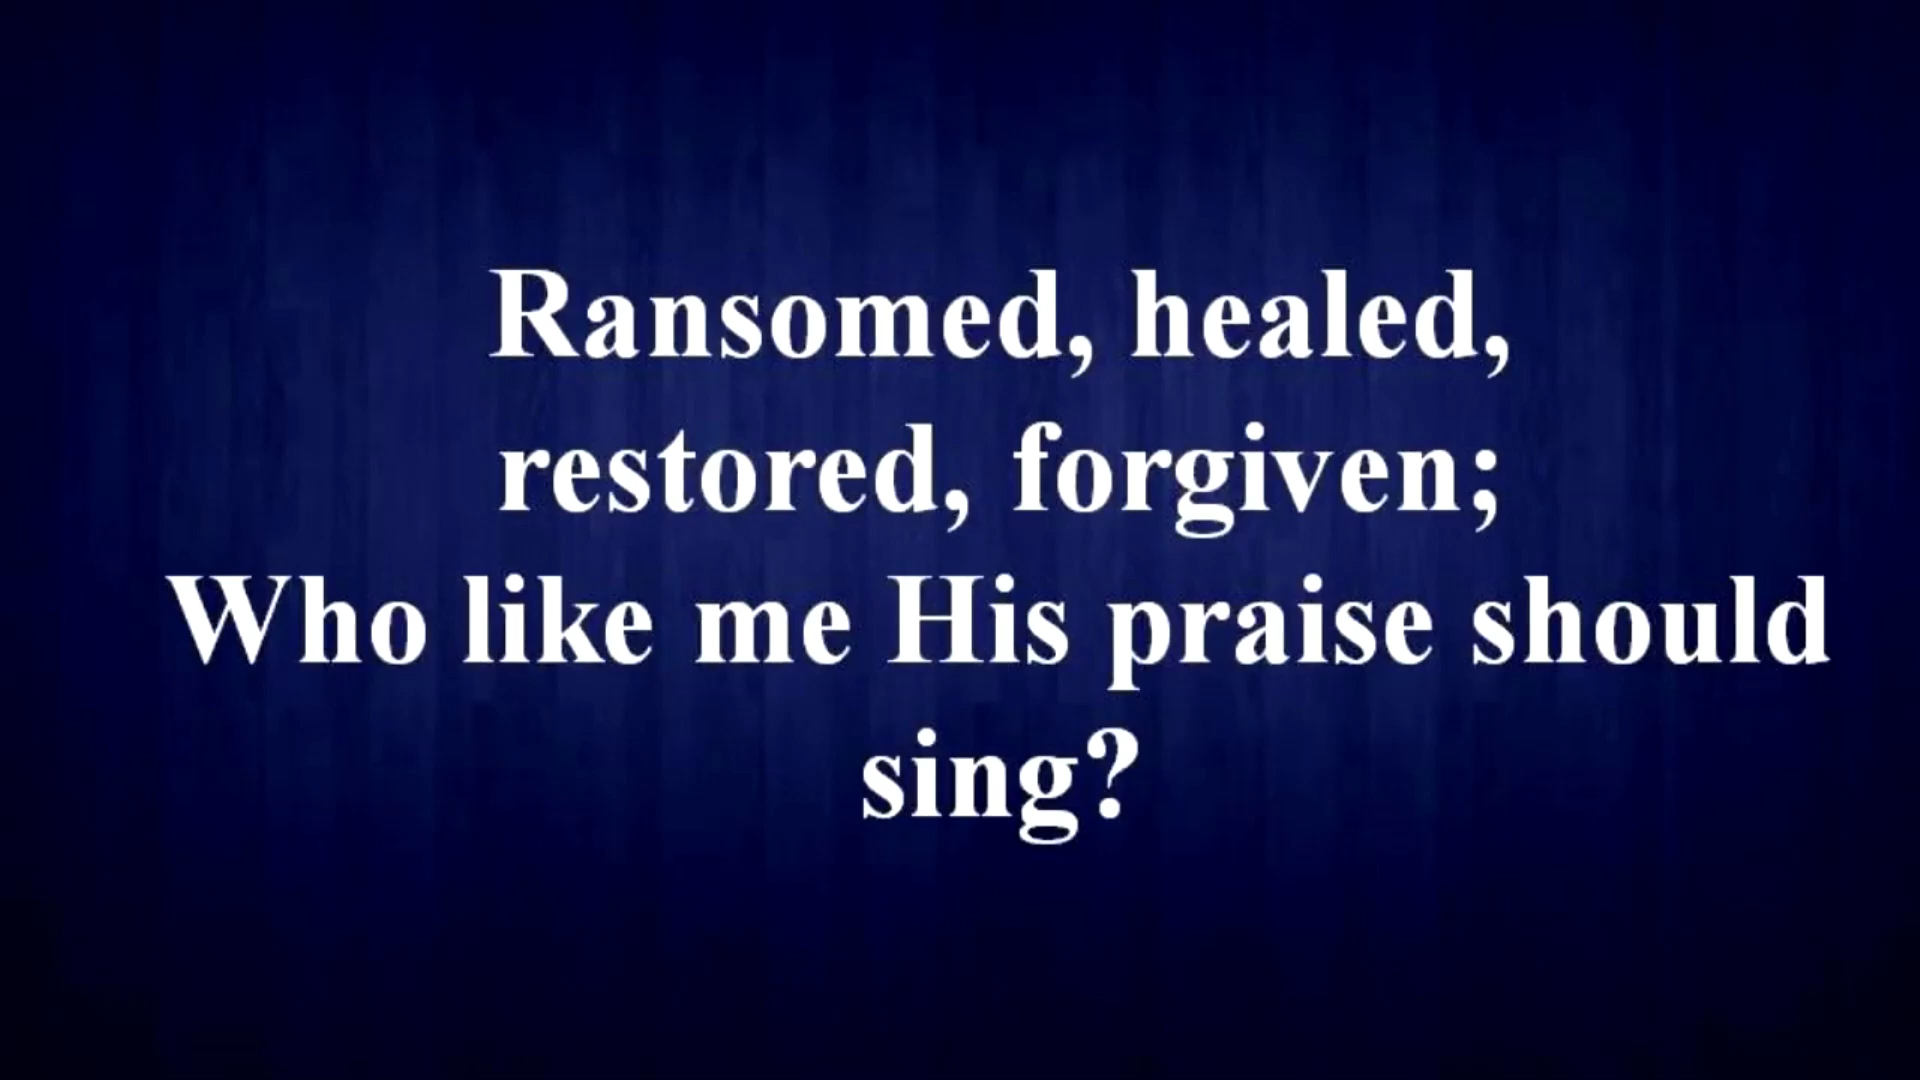 Ransomed, healed,
restored, forgiven;
Who like me His praise should
sing?